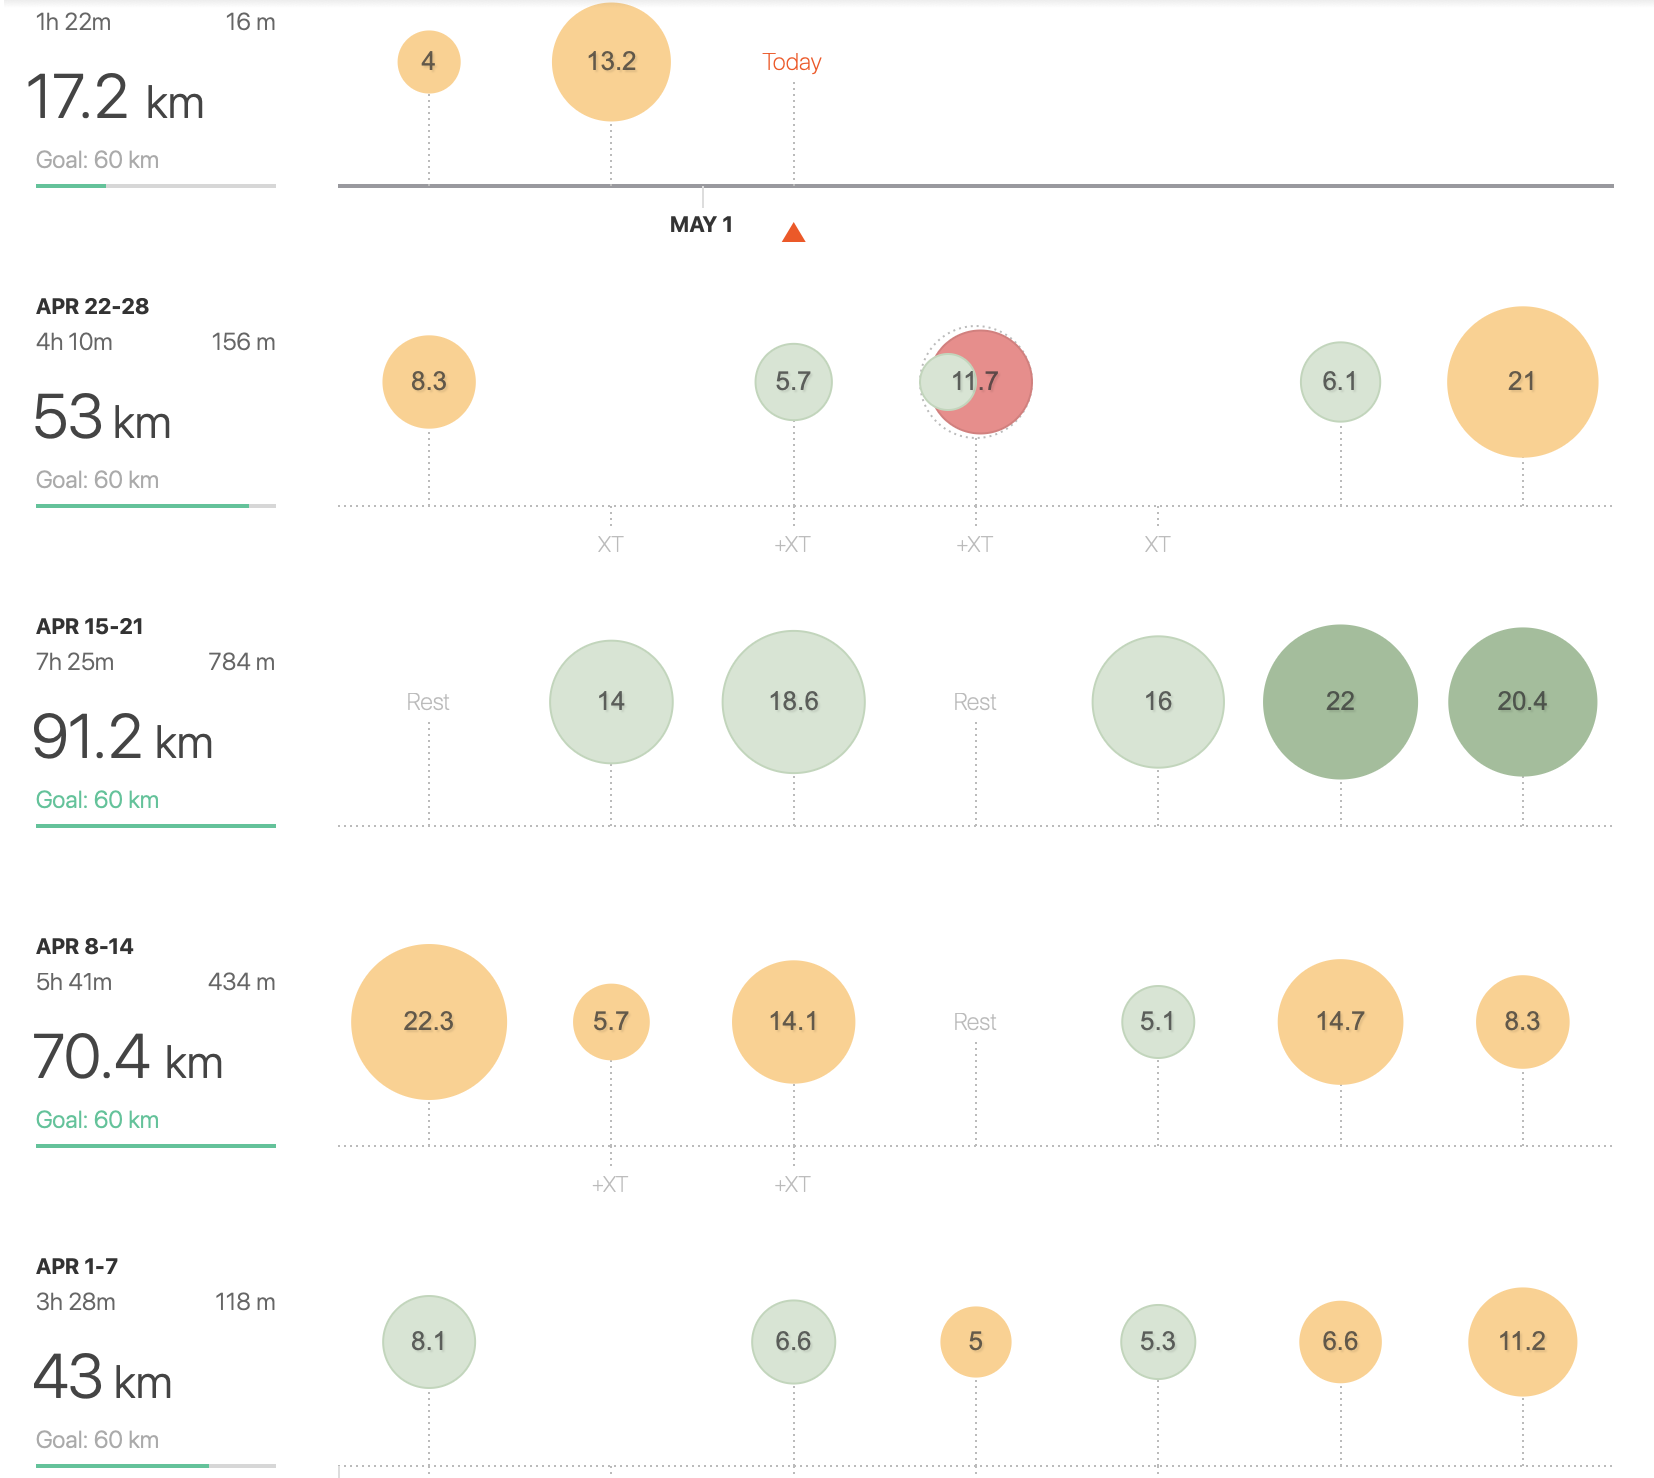 1h 22m 16 m
4 13.2 Today
17.2 km
Goal: 60 km
MAY 1
APR 22-28
4h 10m 156 m
8.3 5.7 11.7 6.1 21
53 km
Goal: 60 km
XT +XT +XT XT
APR 15-21
7h 25m 784 m
Rest 14 18.6 Rest 16 22 20.4
91.2 km
Goal: 60 km
APR 8-14
5h 41m 434 m
22.3 5.7 14.1 Rest 5.1 14.7 8.3
70.4 km
Goal: 60 km
+XT +XT
APR 1-7
3h 28m 118 m
8.1 6.6 5 5.3 6.6 11.2
43 km
Goal: 60 km